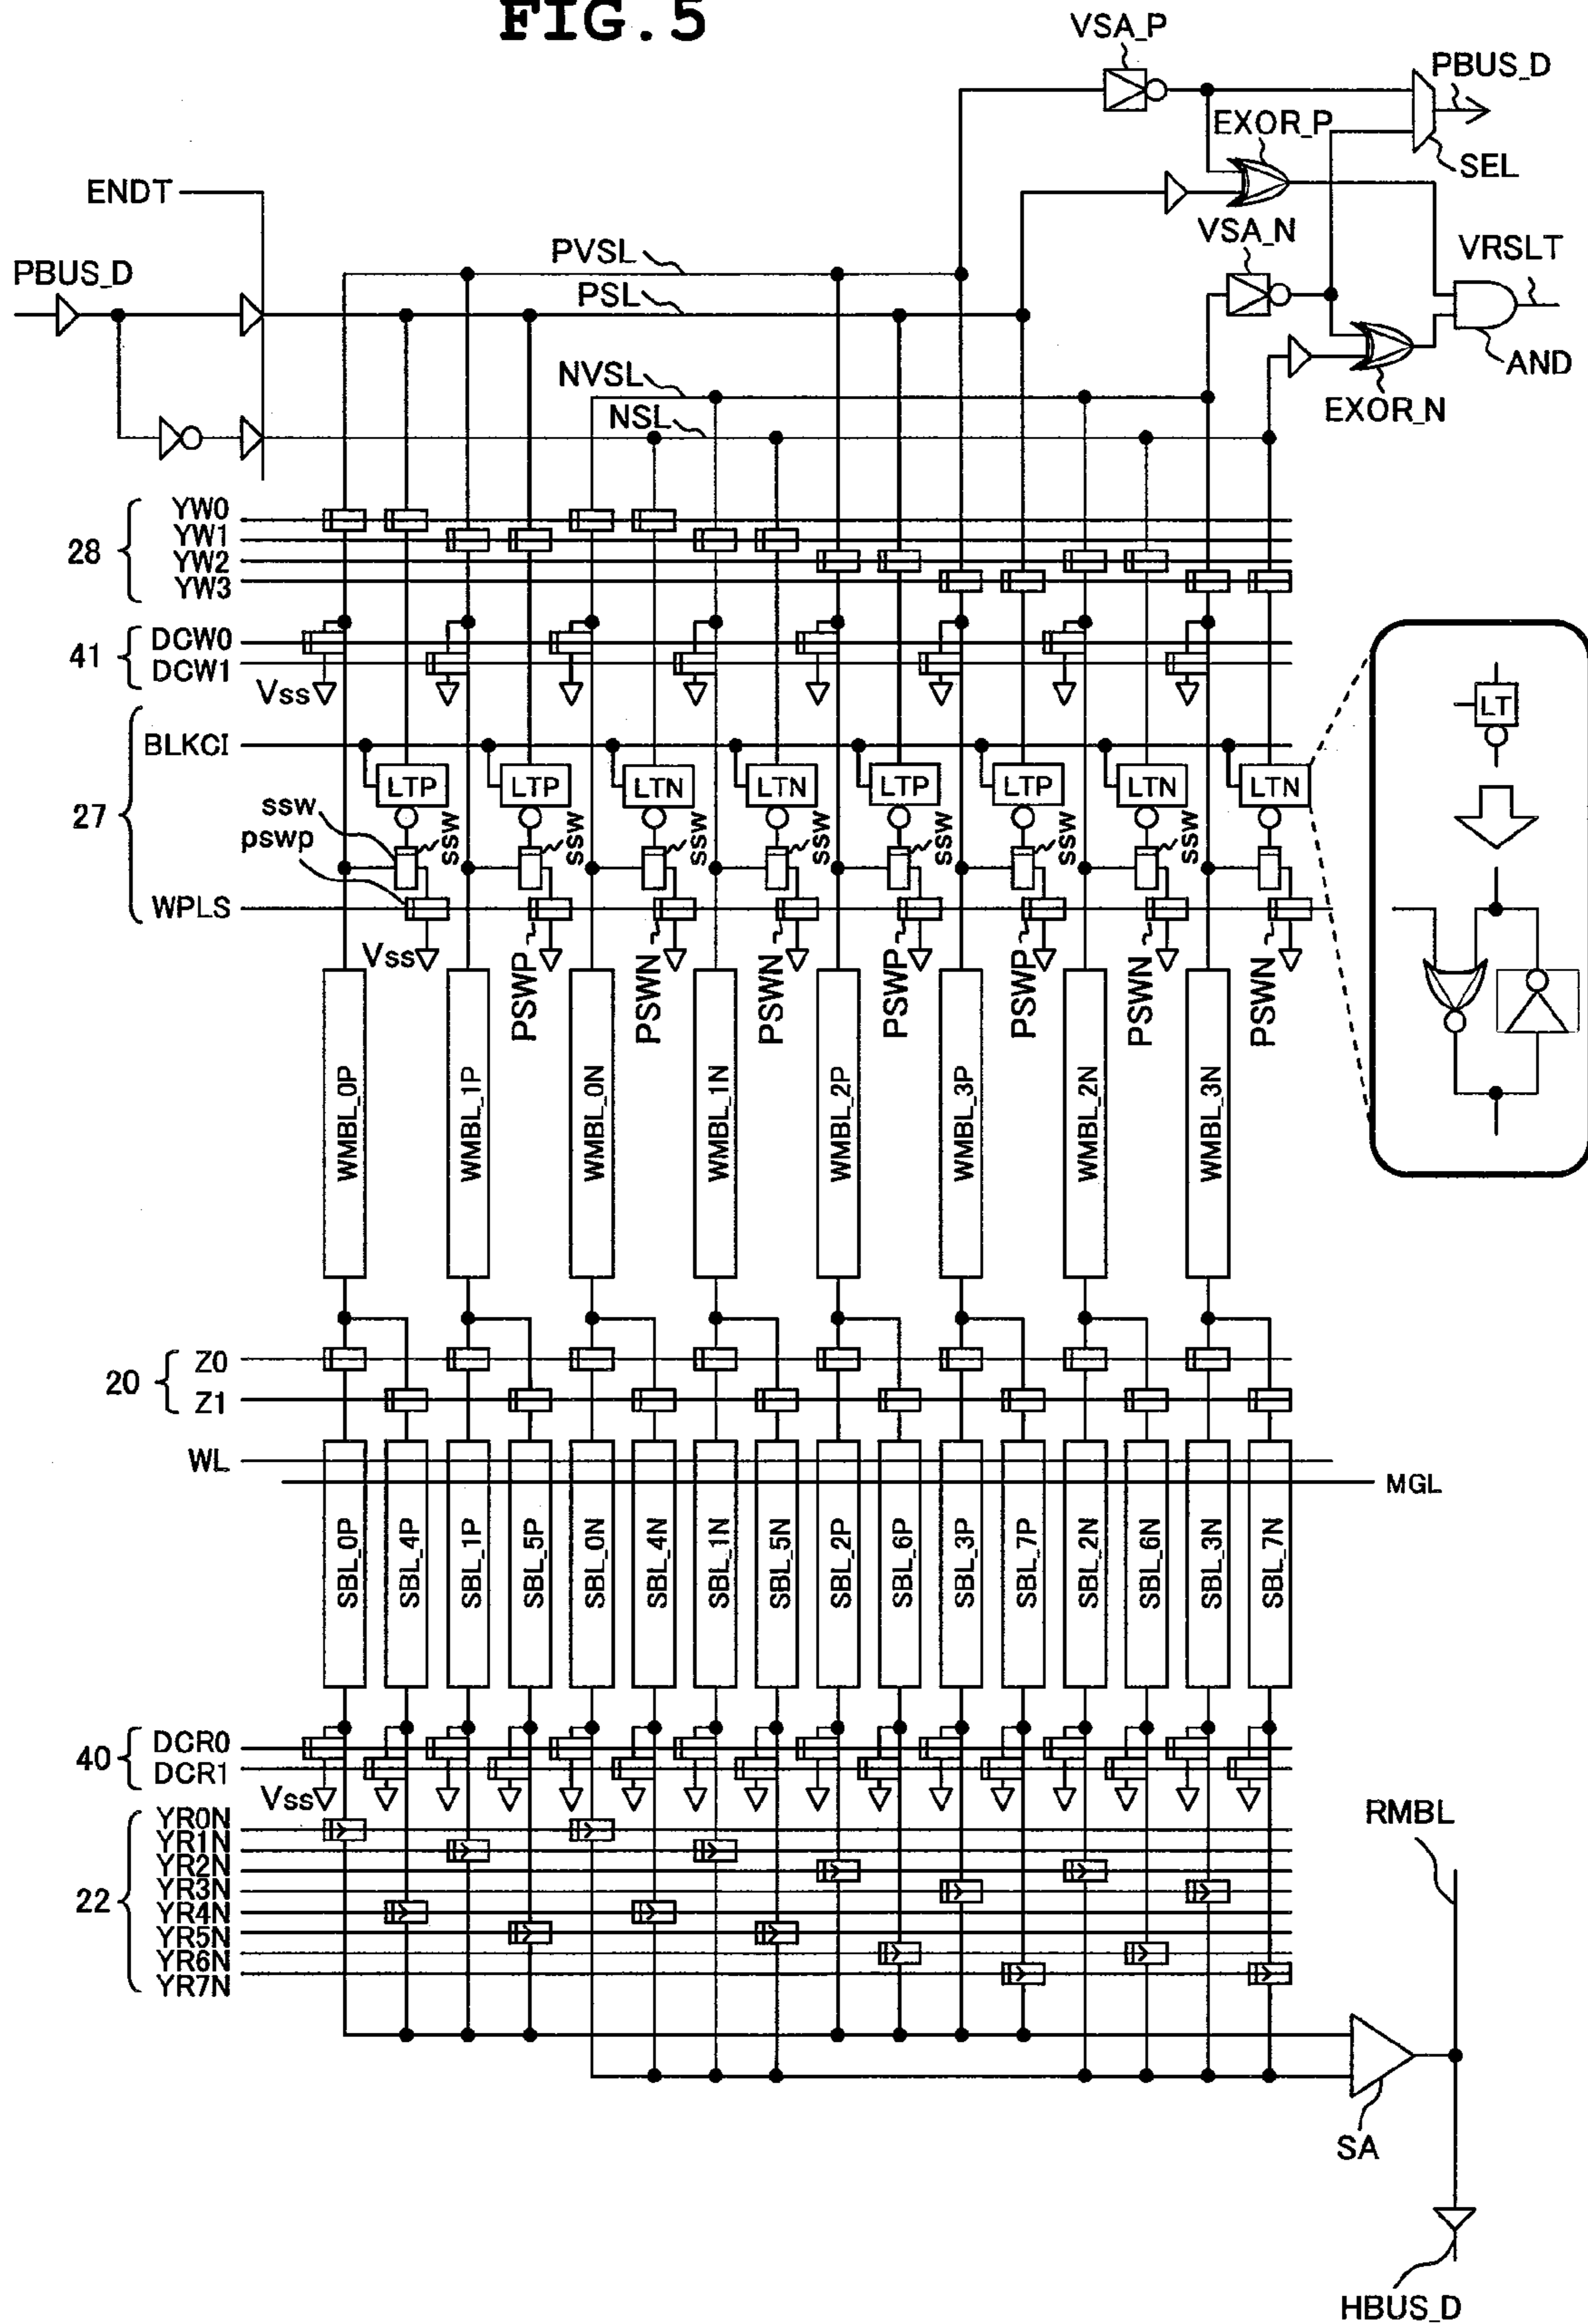 FIG. 5
VSA_P
PBUS_D
EXOR_P
SEL
ENDT
VSA_N
VRSLT
PVSL
PBUS_D
PSL
AND
NVSL
EXOR_N
NSL
28
YW0
YW1
YW2
YW3
41
DCW0
DCW1
Vss
27
BLKCI
LTP
LTP
LTN
LTN
LTP
LTP
LTN
LTN
LT
ssw
pswp
ssw
ssw
ssw
ssw
ssw
ssw
ssw
WPLS
Vss
PSWP
PSWN
PSWN
PSWP
PSWP
PSWN
PSWN
WMBL_0P
WMBL_1P
WMBL_0N
WMBL_1N
WMBL_2P
WMBL_3P
WMBL_2N
WMBL_3N
20
Z0
Z1
WL
MGL
SBL_0P
SBL_4P
SBL_1P
SBL_5P
SBL_0N
SBL_4N
SBL_1N
SBL_5N
SBL_2P
SBL_6P
SBL_3P
SBL_7P
SBL_2N
SBL_6N
SBL_3N
SBL_7N
40
DCR0
DCR1
Vss
22
YR0N
YR1N
YR2N
YR3N
YR4N
YR5N
YR6N
YR7N
RMBL
SA
HBUS_D